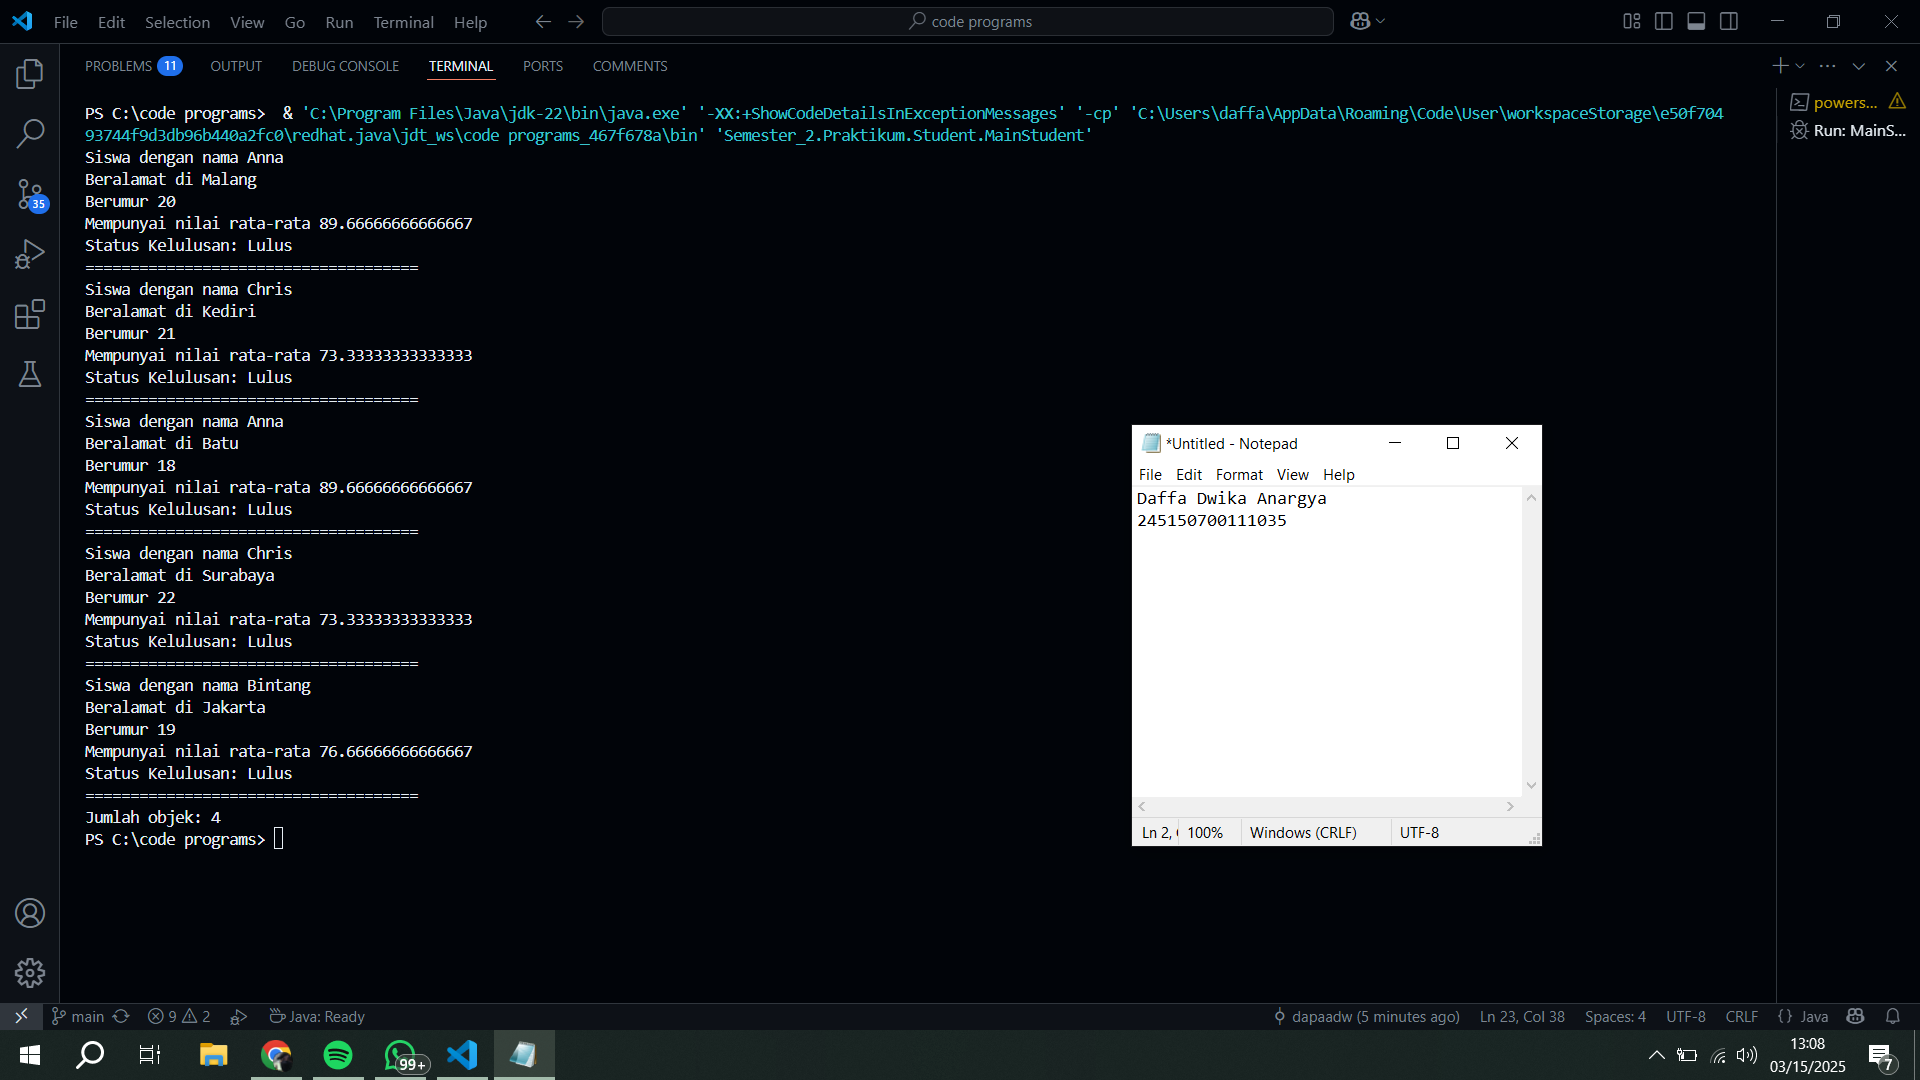 File Edit Selection View Go Run Terminal Help
code programs
PROBLEMS 11 OUTPUT DEBUG CONSOLE TERMINAL PORTS COMMENTS
PS C:\code programs>  & 'C:\Program Files\Java\jdk-22\bin\java.exe' '-XX:+ShowCodeDetailsInExceptionMessages' '-cp' 'C:\Users\daffa\AppData\Roaming\Code\User\workspaceStorage\e50f704
93744f9d3db96b440a2fc0\redhat.java\jdt_ws\code programs_467f678a\bin' 'Semester_2.Praktikum.Student.MainStudent'
Siswa dengan nama Anna
Beralamat di Malang
Berumur 20
Mempunyai nilai rata-rata 89.66666666666667
Status Kelulusan: Lulus
=====================================
Siswa dengan nama Chris
Beralamat di Kediri
Berumur 21
Mempunyai nilai rata-rata 73.33333333333333
Status Kelulusan: Lulus
=====================================
Siswa dengan nama Anna
Beralamat di Batu
Berumur 18
Mempunyai nilai rata-rata 89.66666666666667
Status Kelulusan: Lulus
=====================================
Siswa dengan nama Chris
Beralamat di Surabaya
Berumur 22
Mempunyai nilai rata-rata 73.33333333333333
Status Kelulusan: Lulus
=====================================
Siswa dengan nama Bintang
Beralamat di Jakarta
Berumur 19
Mempunyai nilai rata-rata 76.66666666666667
Status Kelulusan: Lulus
=====================================
Jumlah objek: 4
PS C:\code programs>
powers...
Run: MainS...
35
*Untitled - Notepad
File Edit Format View Help
Daffa Dwika Anargya
245150700111035
Ln 2, 100% Windows (CRLF) UTF-8
main 9 2 Java: Ready dapaadw (5 minutes ago) Ln 23, Col 38 Spaces: 4 UTF-8 CRLF {} Java
99+
13:08
03/15/2025
7